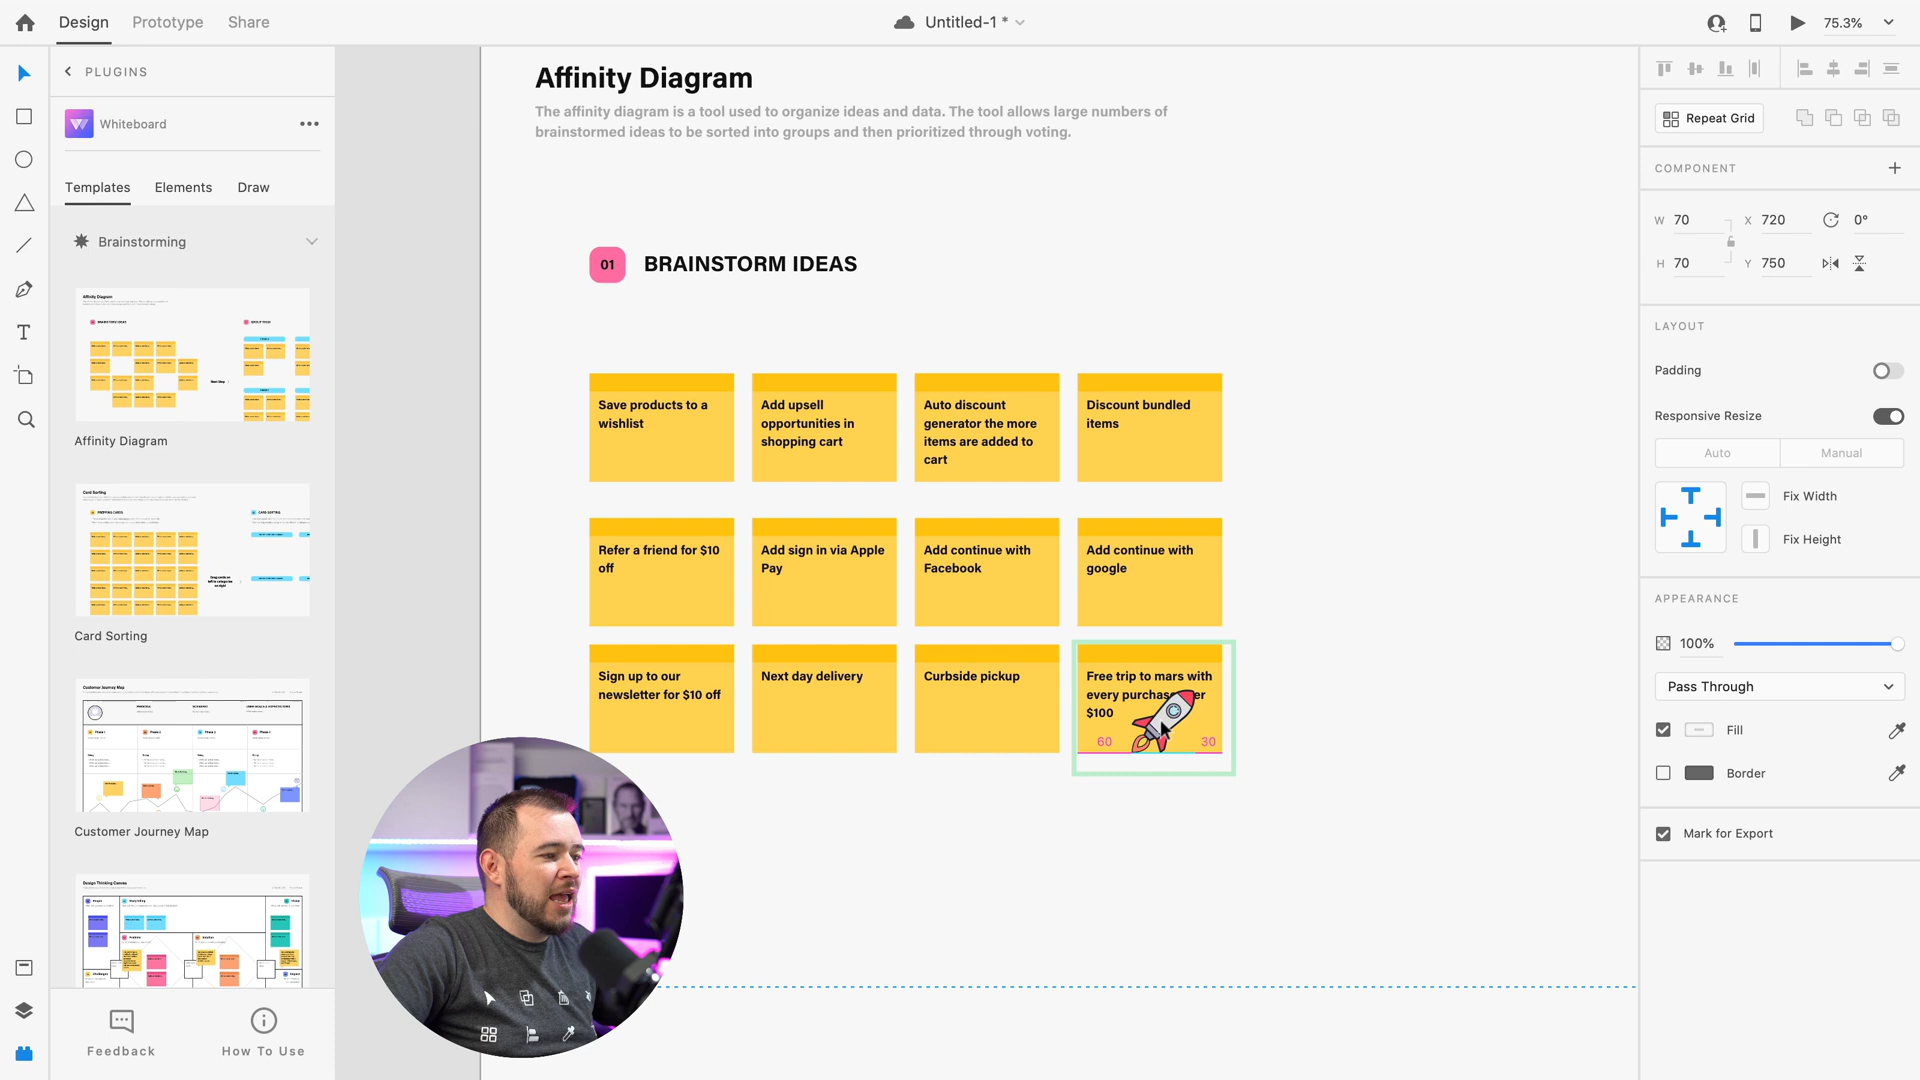 Design Prototype Share
Untitled-1 *
75.3%
PLUGINS
Whiteboard
Templates Elements Draw
Brainstorming
Affinity Diagram
Card Sorting
Customer Journey Map
Feedback
How To Use
Affinity Diagram
The affinity diagram is a tool used to organize ideas and data. The tool allows large numbers of
brainstormed ideas to be sorted into groups and then prioritized through voting.
01 BRAINSTORM IDEAS
Save products to a
wishlist
Add upsell
opportunities in
shopping cart
Auto discount
generator the more
items are added to
cart
Discount bundled
items
Refer a friend for $10
off
Add sign in via Apple
Pay
Add continue with
Facebook
Add continue with
google
Sign up to our
newsletter for $10 off
Next day delivery
Curbside pickup
Free trip to mars with
every
$100
60 30
Repeat Grid
COMPONENT
W 70 X 720 0°
H 70 Y 750
LAYOUT
Padding
Responsive Resize
Auto Manual
Fix Width
Fix Height
APPEARANCE
100%
Pass Through
Fill
Border
Mark for Export